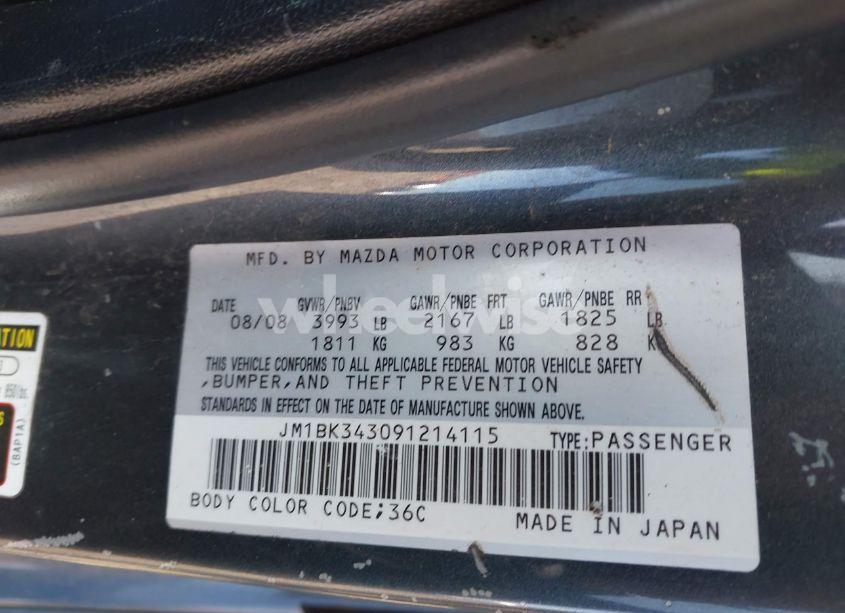 MFD. BY MAZDA MOTOR CORPORATION
DATE GVWR/PNBV GAWR/PNBE FRT GAWR/PNBE RR
08/08 3993 LB 2167 LB 1825 LB
1811 KG 983 KG 828 K
THIS VEHICLE CONFORMS TO ALL APPLICABLE FEDERAL MOTOR VEHICLE SAFETY
,BUMPER,AND THEFT PREVENTION
STANDARDS IN EFFECT ON THE DATE OF MANUFACTURE SHOWN ABOVE.
JM1BK343091214115 TYPE:PASSENGER
BODY COLOR CODE;36C
MADE IN JAPAN
wheelwise
(BAP1A)